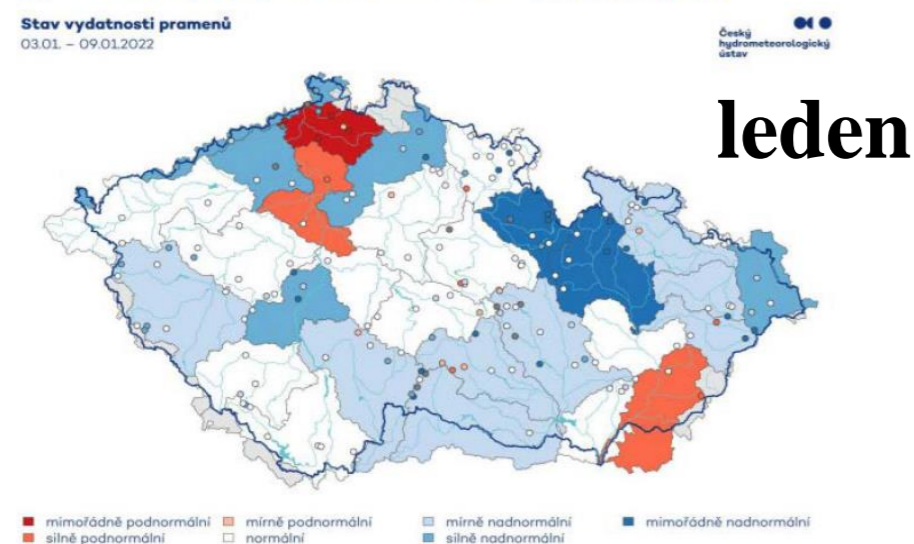 Stav vydatnosti pramenů
03.01. – 09.01.2022
Český
hydrometeorologický
ústav
leden
mimořádně podnormální
mírně podnormální
mírně nadnormální
mimořádně nadnormální
silně podnormální
normální
silně nadnormální